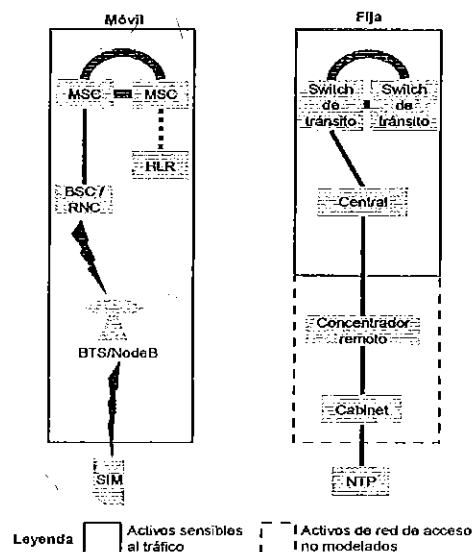 Móvil
MSC
MSC
HLR
BSC/
RNC
BTS/NodeB
SIM
Fija
Switch
de
tránsito
Switch
de
tránsito
Central
Concentrador
remoto
Cabinet
NTP
Leyenda
Activos sensibles
al tráfico
Activos de red de acceso
no modelados